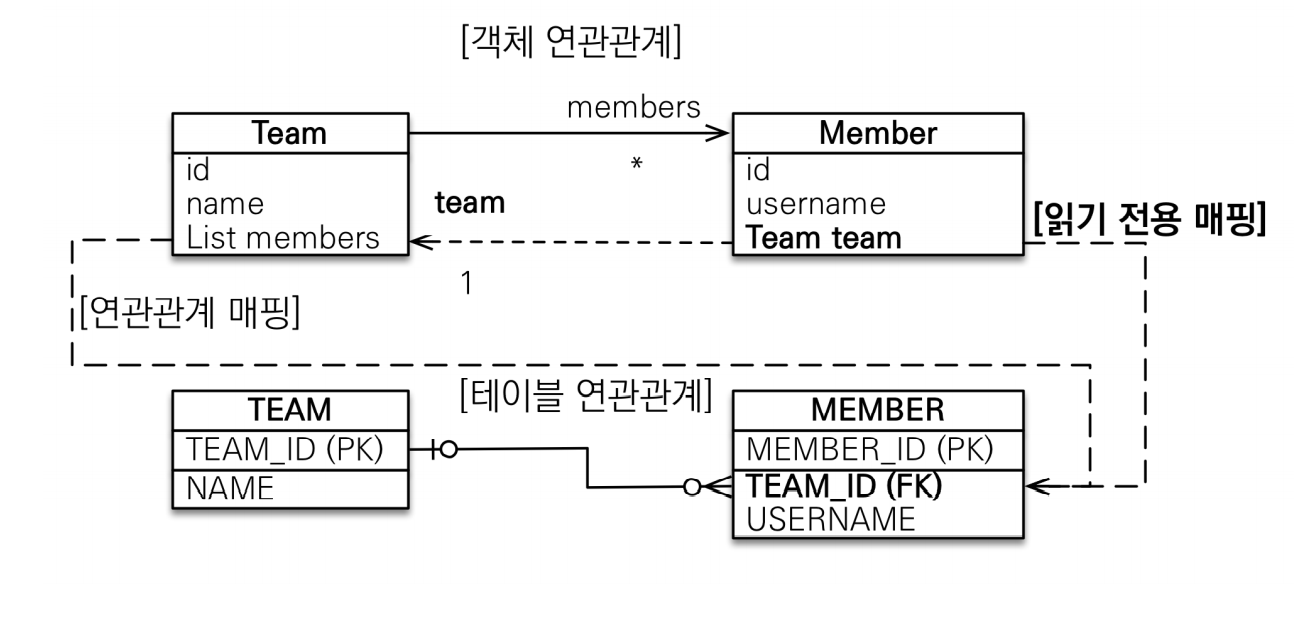 [객체 연관관계]
members
Team
Member
id
name
List members
*
team
1
id
username
Team team
[읽기 전용 매핑]
[연관관계 매핑]
[테이블 연관관계]
TEAM
TEAM_ID (PK)
NAME
MEMBER
MEMBER_ID (PK)
TEAM_ID (FK)
USERNAME